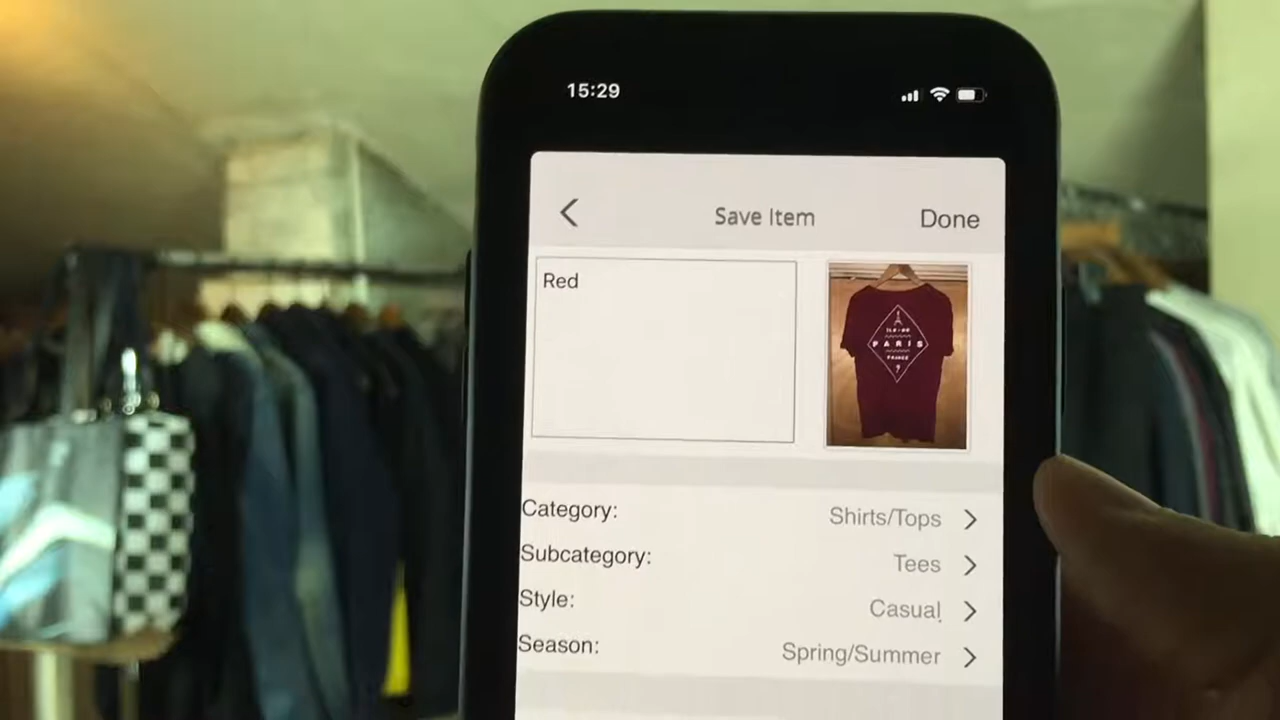 15:29
Save Item
Done
Red
PARIS
Category:
Shirts/Tops
Subcategory:
Tees
Style:
Casual
Season:
Spring/Summer